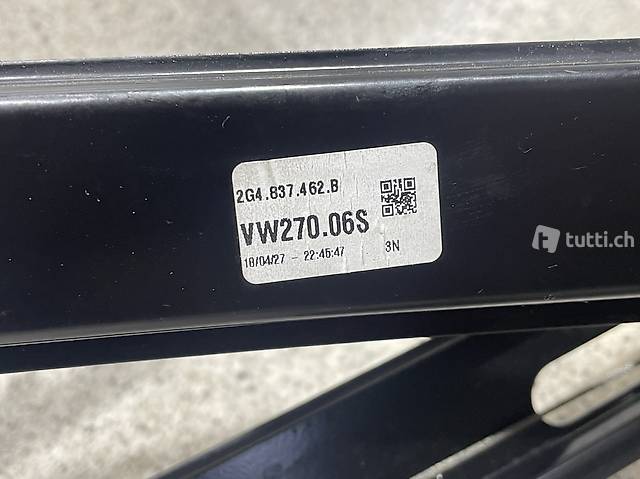 2G4.837.462.B
VW270.06S
18/04/27 - 22:45:47
3N
tutti.ch